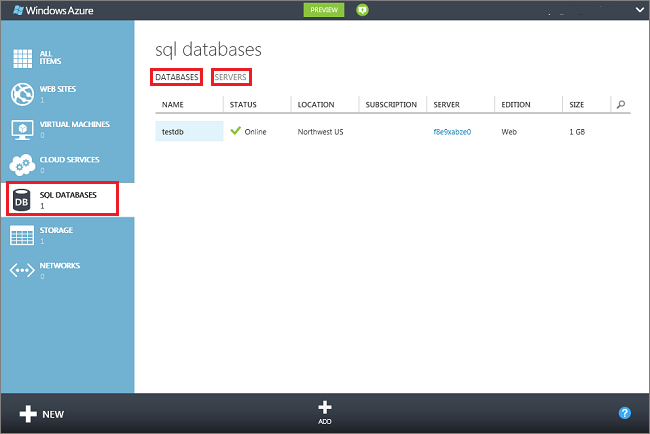 Windows Azure PREVIEW
ALL
ITEMS
WEB SITES
1
VIRTUAL MACHINES
0
CLOUD SERVICES
0
DB SQL DATABASES
1
STORAGE
1
NETWORKS
0
sql databases
DATABASES SERVERS
NAME STATUS LOCATION SUBSCRIPTION SERVER EDITION SIZE
testdb Online Northwest US f8e9xabze0 Web 1 GB
NEW
ADD
?